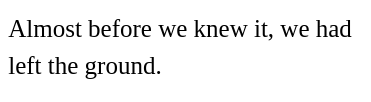 Almost before we knew it, we had
left the ground.